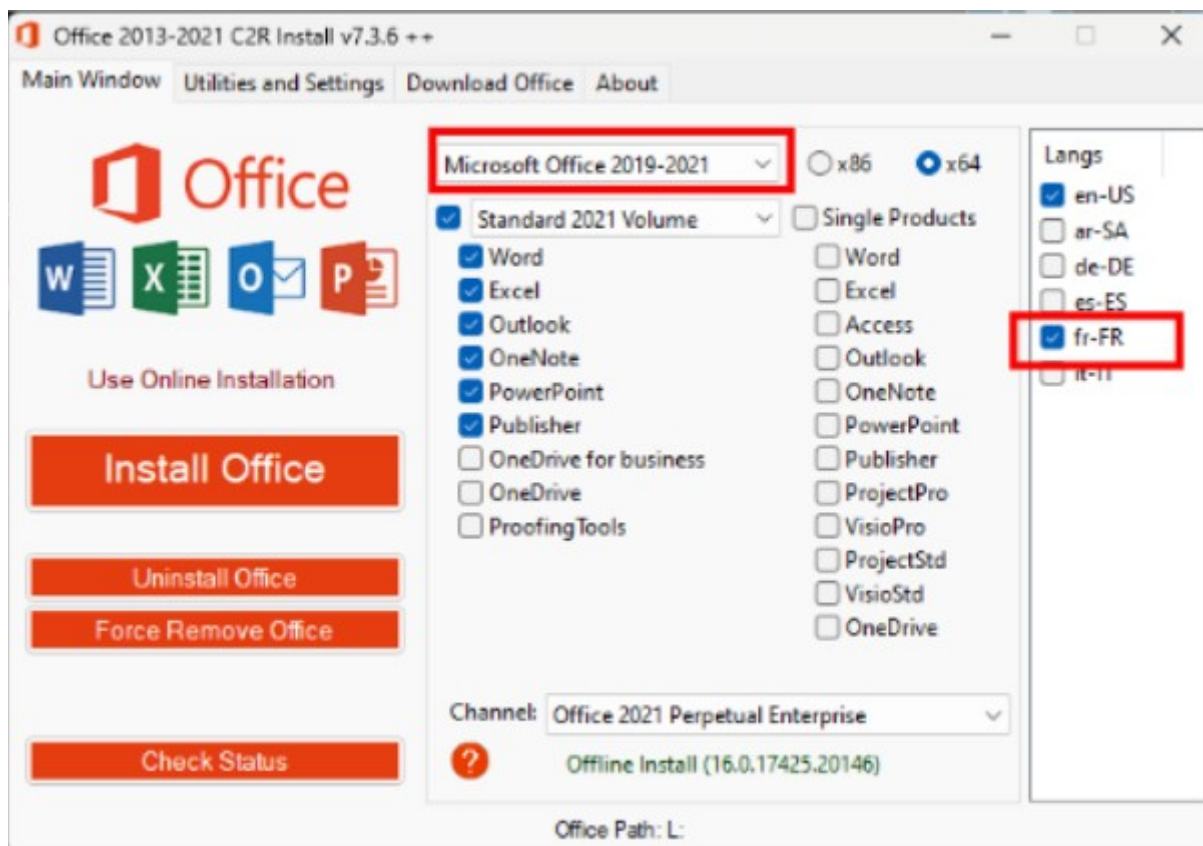 Office 2013-2021 C2R Install v7.3.6 ++
Main Window Utilities and Settings Download Office About
Office
W X O P
Use Online Installation
Install Office
Uninstall Office
Force Remove Office
Check Status
Microsoft Office 2019-2021 x86 x64
Standard 2021 Volume
Word
Excel
Outlook
OneNote
PowerPoint
Publisher
OneDrive for business
OneDrive
ProofingTools
Single Products
Word
Excel
Access
Outlook
OneNote
PowerPoint
Publisher
ProjectPro
VisioPro
ProjectStd
VisioStd
OneDrive
Channel: Office 2021 Perpetual Enterprise
? Offline Install (16.0.17425.20146)
Langs
en-US
ar-SA
de-DE
es-ES
fr-FR
it-IT
Office Path: L: